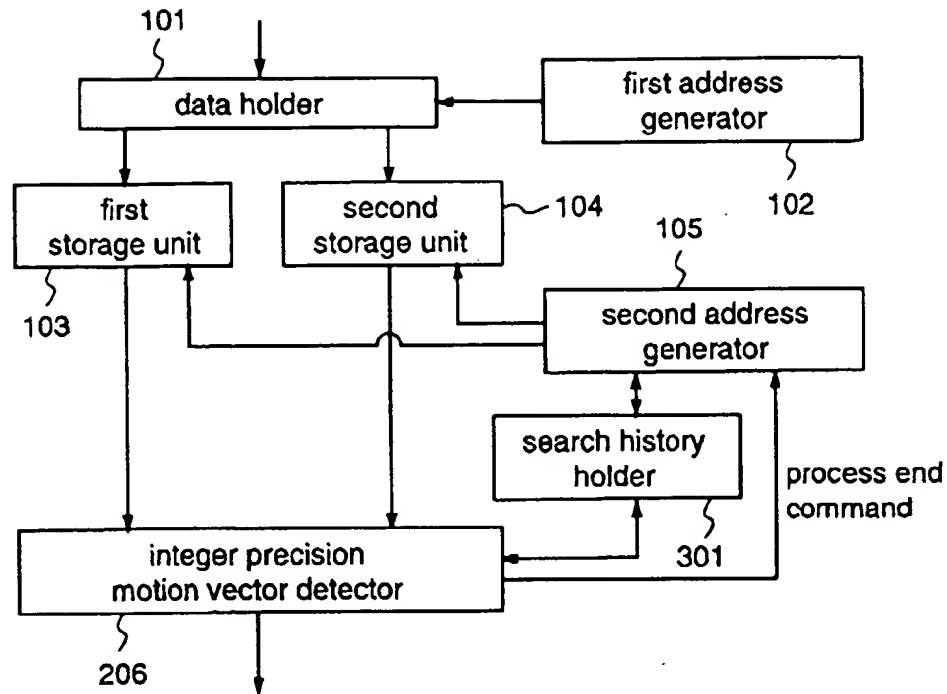 101
data holder
first address
generator
102
first
storage unit
103
second
storage unit
104
105
second address
generator
search history
holder
301
process end
command
integer precision
motion vector detector
206